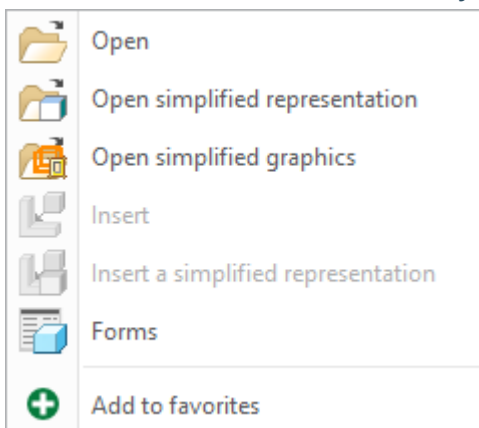 Open
Open simplified representation
Open simplified graphics
Insert
Insert a simplified representation
Forms
Add to favorites